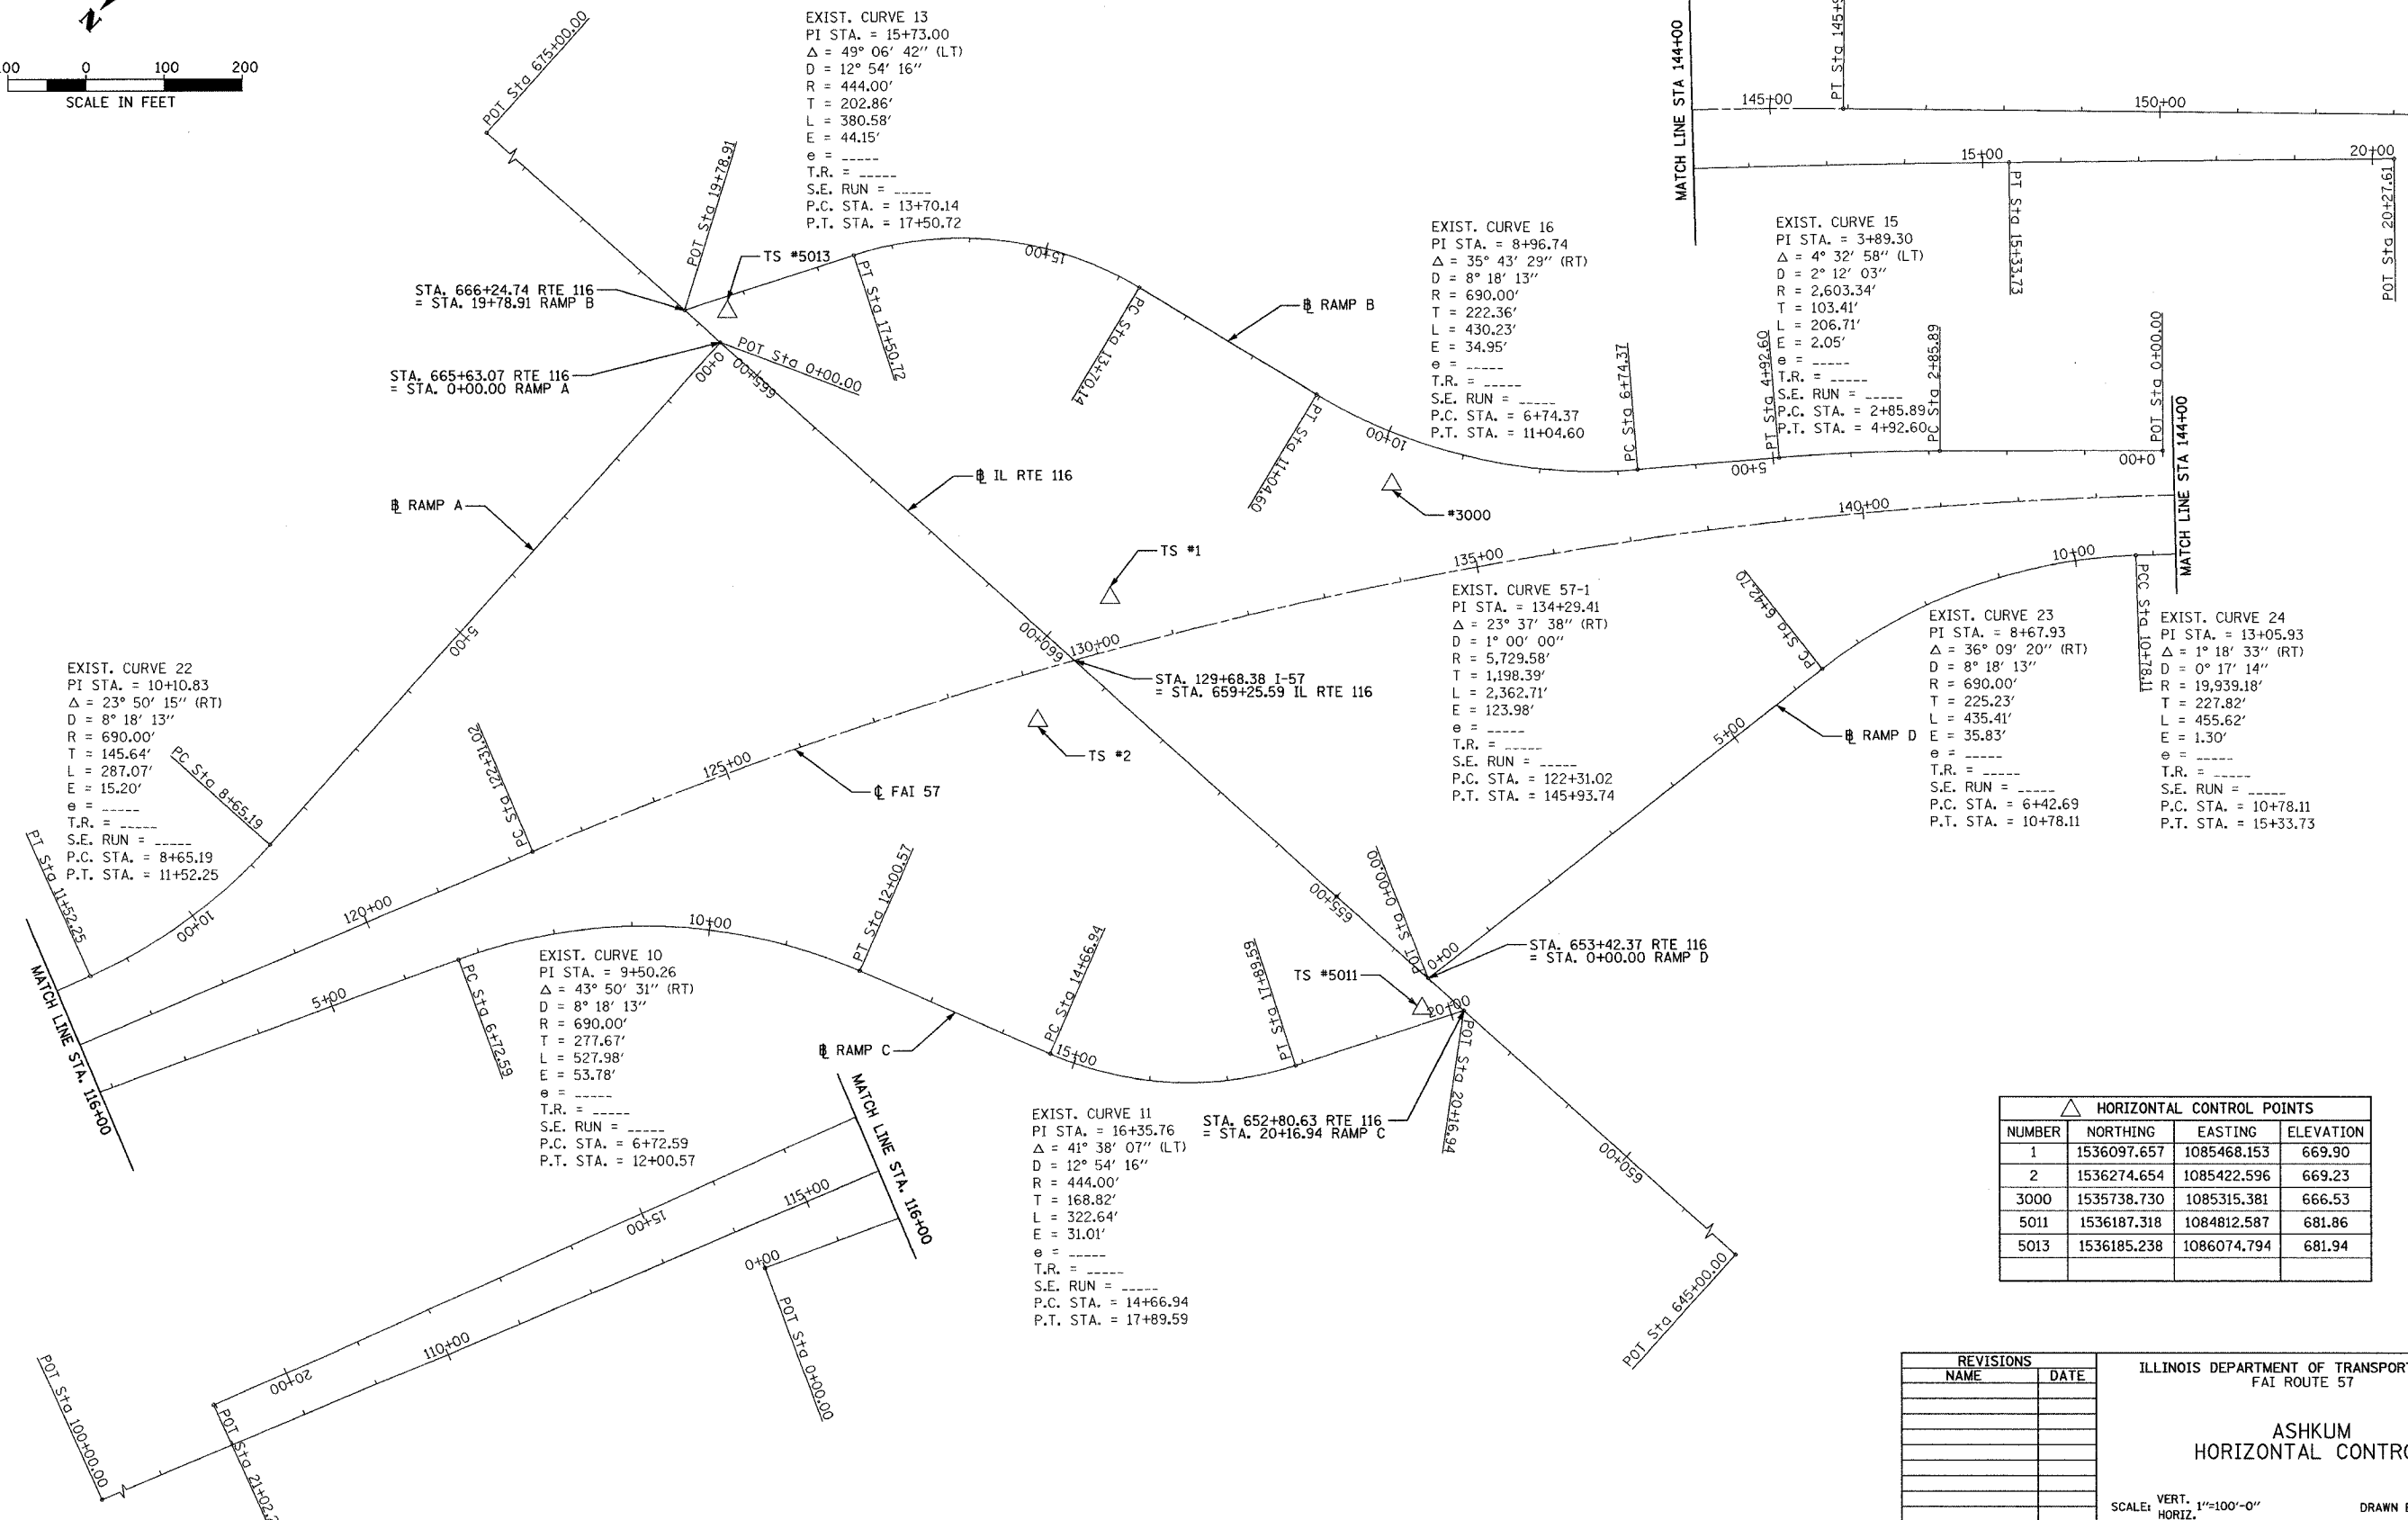 N
100 0 100 200
SCALE IN FEET
POT Sta 675+00.00
EXIST. CURVE 13
PI STA. = 15+73.00
Δ = 49° 06' 42" (LT)
D = 12° 54' 16"
R = 444.00'
T = 202.86'
L = 380.58'
E = 44.15'
e = _____
T.R. = _____
S.E. RUN = _____
P.C. STA. = 13+70.14
P.T. STA. = 17+50.72
POT Sta 19+78.91
TS #5013
STA. 666+24.74 RTE 116
= STA. 19+78.91 RAMP B
STA. 665+63.07 RTE 116
= STA. 0+00.00 RAMP A
0+00
665+00
POT Sta 0+00.00
PT Sta 17+50.72
15+00
PC Sta 13+70.14
℄ RAMP B
PT Sta 11+04.60
10+00
EXIST. CURVE 16
PI STA. = 8+96.74
Δ = 35° 43' 29" (RT)
D = 8° 18' 13"
R = 690.00'
T = 222.36'
L = 430.23'
E = 34.95'
e = _____
T.R. = _____
S.E. RUN = _____
P.C. STA. = 6+74.37
P.T. STA. = 11+04.60
PC Sta 6+74.37
MATCH LINE STA 144+00
145+00
150+00
15+00
20+00
PT Sta 15+33.73
POT Sta 20+27.61
EXIST. CURVE 15
PI STA. = 3+89.30
Δ = 4° 32' 58" (LT)
D = 2° 12' 03"
R = 2,603.34'
T = 103.41'
L = 206.71'
E = 2.05'
e = _____
T.R. = _____
S.E. RUN = _____
P.C. STA. = 2+85.89
P.T. STA. = 4+92.60
PT Sta 4+92.60
PC Sta 2+85.89
POT Sta 0+00.00
5+00
0+00
MATCH LINE STA 144+00
℄ RAMP A
℄ IL RTE 116
#3000
TS #1
140+00
135+00
10+00
5+00
660+00
130+00
STA. 129+68.38 I-57
= STA. 659+25.59 IL RTE 116
TS #2
EXIST. CURVE 57-1
PI STA. = 134+29.41
Δ = 23° 37' 38" (RT)
D = 1° 00' 00"
R = 5,729.58'
T = 1,198.39'
L = 2,362.71'
E = 123.98'
e = _____
T.R. = _____
S.E. RUN = _____
P.C. STA. = 122+31.02
P.T. STA. = 145+93.74
PC Sta 6+42.70
PCC Sta 10+78.11
EXIST. CURVE 23
PI STA. = 8+67.93
Δ = 36° 09' 20" (RT)
D = 8° 18' 13"
R = 690.00'
T = 225.23'
L = 435.41'
E = 35.83'
e = _____
T.R. = _____
S.E. RUN = _____
P.C. STA. = 6+42.69
P.T. STA. = 10+78.11
EXIST. CURVE 24
PI STA. = 13+05.93
Δ = 1° 18' 33" (RT)
D = 0° 17' 14"
R = 19,939.18'
T = 227.82'
L = 455.62'
E = 1.30'
e = _____
T.R. = _____
S.E. RUN = _____
P.C. STA. = 10+78.11
P.T. STA. = 15+33.73
℄ RAMP D
5+00
EXIST. CURVE 22
PI STA. = 10+10.83
Δ = 23° 50' 15" (RT)
D = 8° 18' 13"
R = 690.00'
T = 145.64'
L = 287.07'
E = 15.20'
e = _____
T.R. = _____
S.E. RUN = _____
P.C. STA. = 8+65.19
P.T. STA. = 11+52.25
PC Sta 8+65.19
PT Sta 11+52.25
PC Sta 122+31.02
125+00
℄ FAI 57
10+00
120+00
MATCH LINE STA. 116+00
5+00
10+00
PC Sta 6+72.59
PT Sta 12+00.57
PC Sta 14+66.94
EXIST. CURVE 10
PI STA. = 9+50.26
Δ = 43° 50' 31" (RT)
D = 8° 18' 13"
R = 690.00'
T = 277.67'
L = 527.98'
E = 53.78'
e = _____
T.R. = _____
S.E. RUN = _____
P.C. STA. = 6+72.59
P.T. STA. = 12+00.57
℄ RAMP C
15+00
PT Sta 17+89.59
655+00
POT Sta 0+00.00
0+00
TS #5011
20+00
STA. 653+42.37 RTE 116
= STA. 0+00.00 RAMP D
POT Sta 20+16.94
STA. 652+80.63 RTE 116
= STA. 20+16.94 RAMP C
EXIST. CURVE 11
PI STA. = 16+35.76
Δ = 41° 38' 07" (LT)
D = 12° 54' 16"
R = 444.00'
T = 168.82'
L = 322.64'
E = 31.01'
e = _____
T.R. = _____
S.E. RUN = _____
P.C. STA. = 14+66.94
P.T. STA. = 17+89.59
650+00
POT Sta 645+00.00
MATCH LINE STA. 116+00
115+00
15+00
0+00
POT Sta 0+00.00
110+00
20+00
POT Sta 100+00.00
HORIZONTAL CONTROL POINTS
NUMBER NORTHING EASTING ELEVATION
1 1536097.657 1085468.153 669.90
2 1536274.654 1085422.596 669.23
3000 1535738.730 1085315.381 666.53
5011 1536187.318 1084812.587 681.86
5013 1536185.238 1086074.794 681.94
REVISIONS
NAME DATE
ILLINOIS DEPARTMENT OF
FAI ROUTE 57
ASHKUM
HORIZONTAL
SCALE: VERT.
HORIZ. 1"=100'-0"
DRAWN